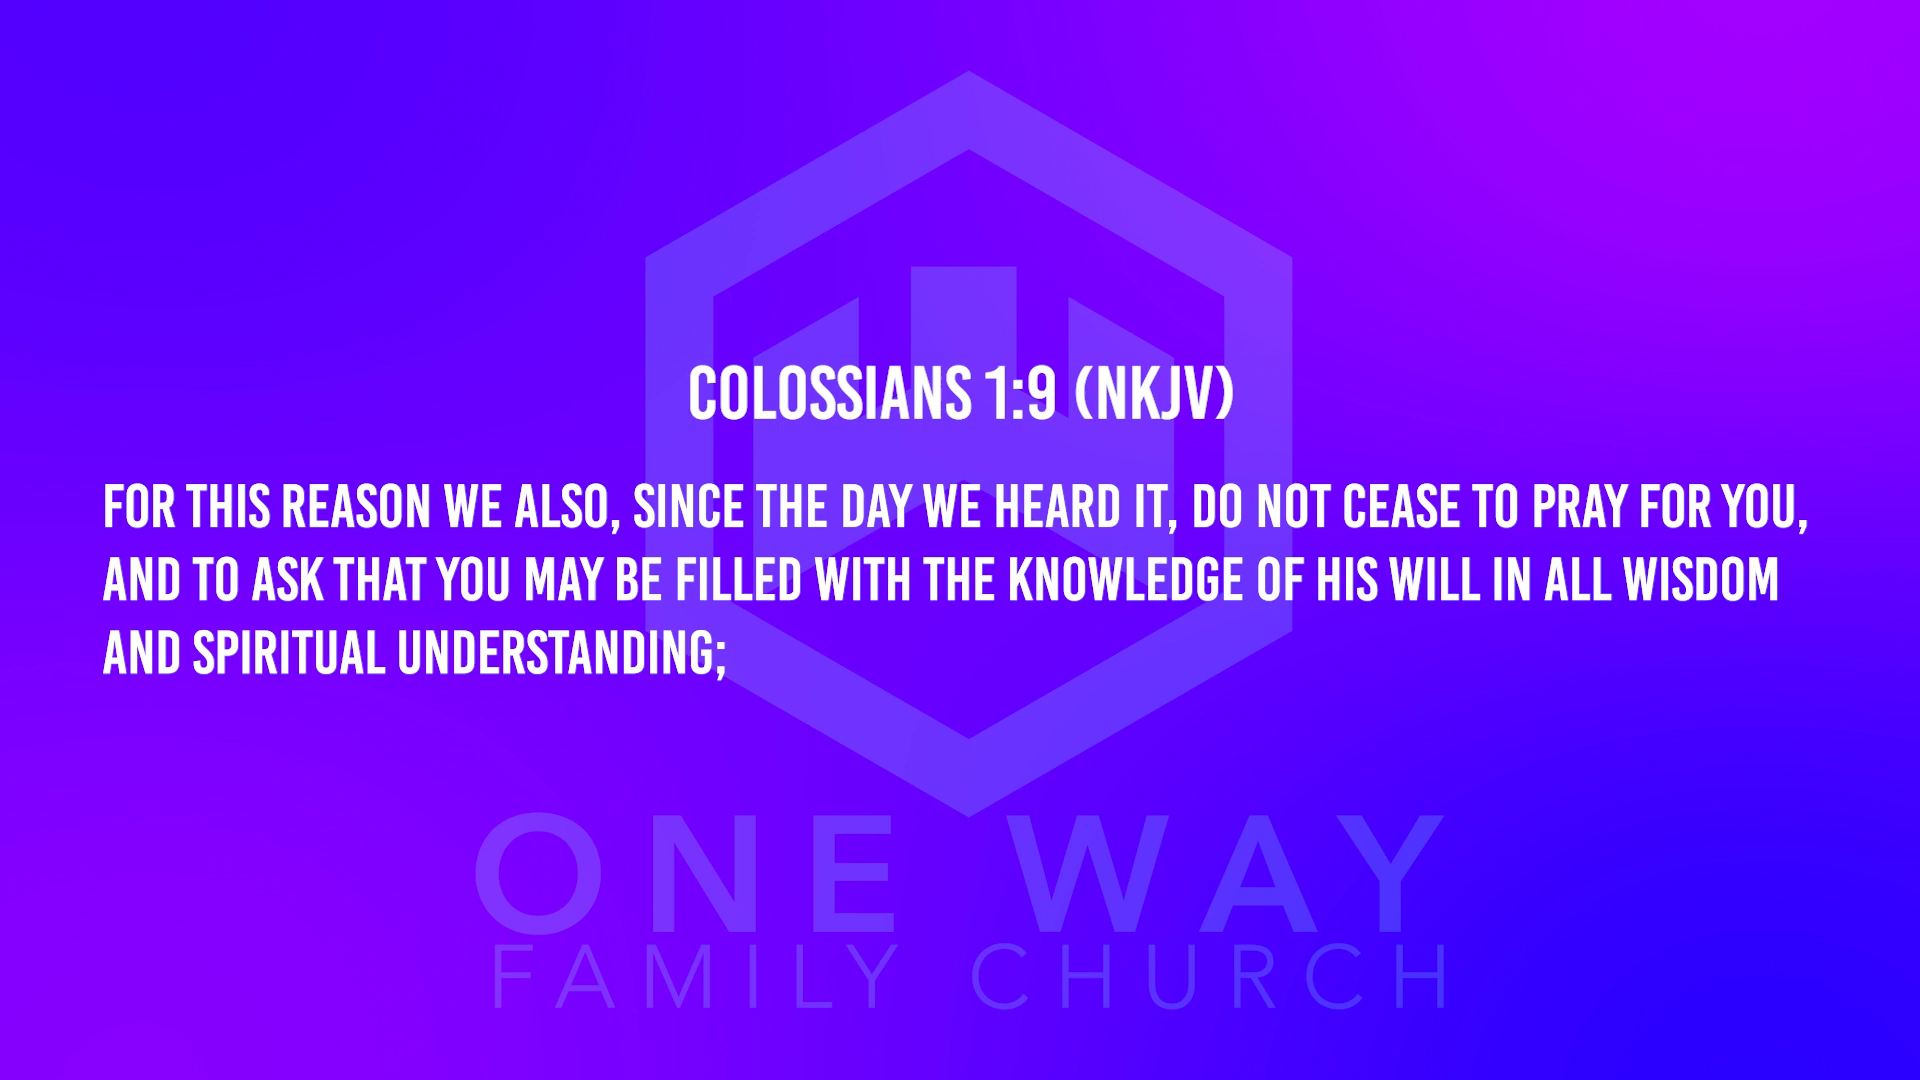 COLOSSIANS 1:9 (NKJV)
FOR THIS REASON WE ALSO, SINCE THE DAY WE HEARD IT, DO NOT CEASE TO PRAY FOR YOU,
AND TO ASK THAT YOU MAY BE FILLED WITH THE KNOWLEDGE OF HIS WILL IN ALL WISDOM
AND SPIRITUAL UNDERSTANDING;
ONE WAY
FAMILY CHURCH